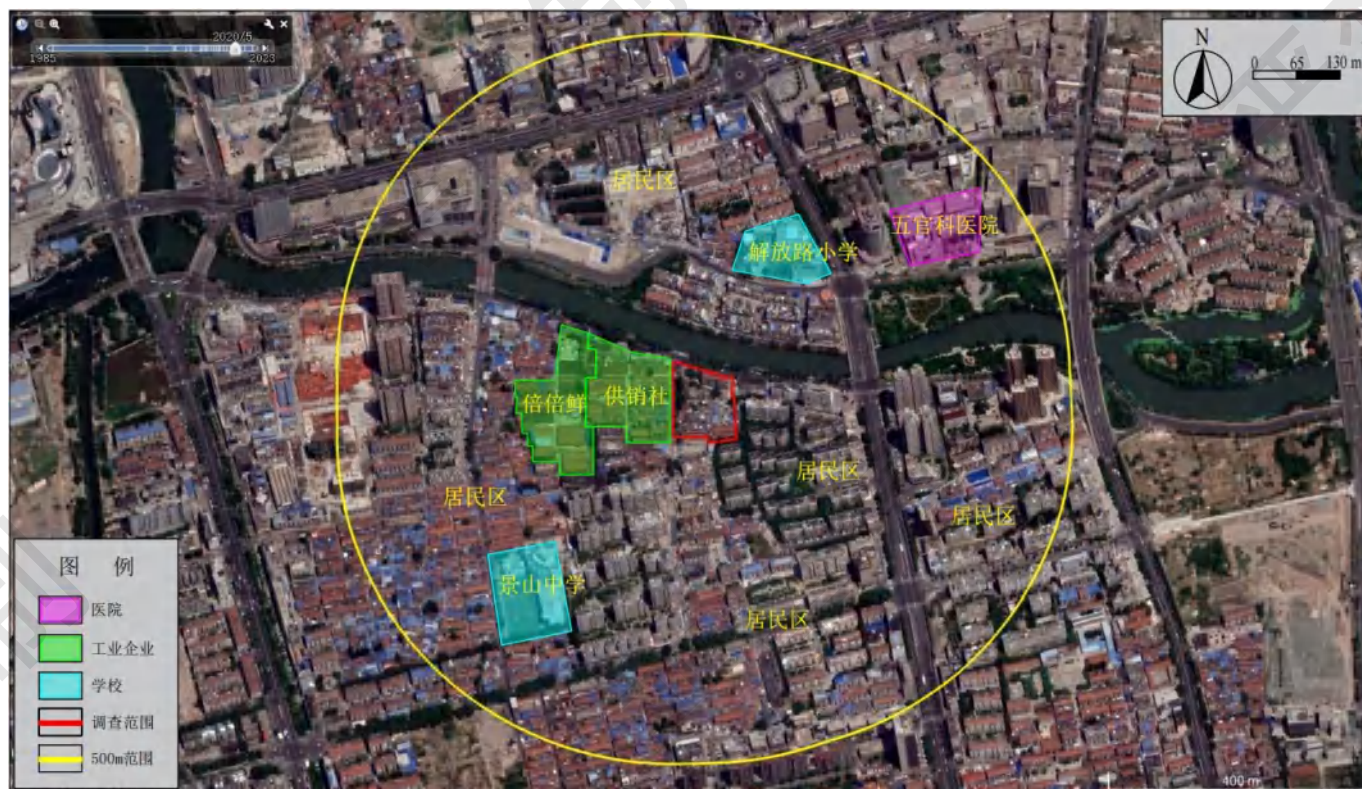 2020/5
1985
2023
N
0 65 130 m
居民区
五官科医院
解放路小学
倍倍鲜
供销社
居民区
居民区
居民区
景山中学
居民区
图 例
医院
工业企业
学校
调查范围
500m范围
400 m